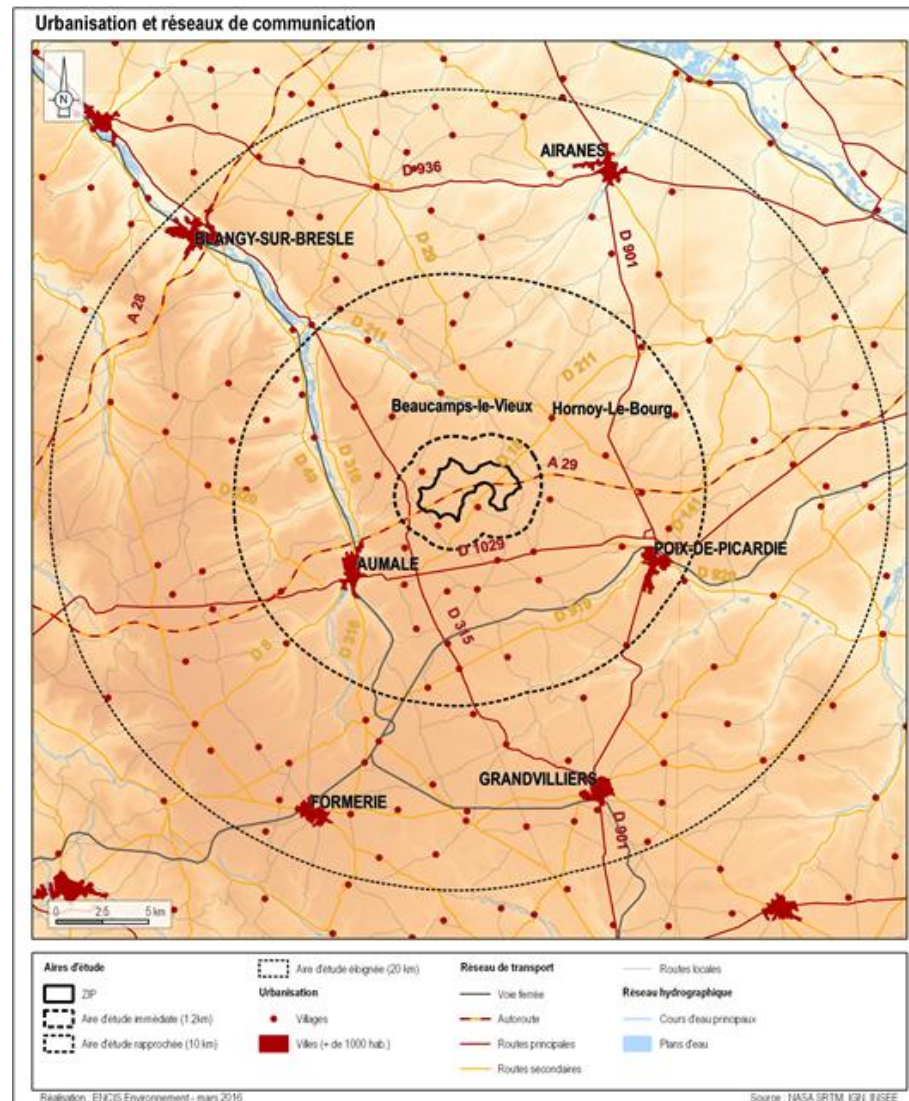 Urbanisation et réseaux de communication
N
AIRANES
D 936
BLANGY-SUR-BRESLE
D 29
D 901
A 28
D 211
D 211
Beaucamps-le-Vieux
Hornoy-Le-Bourg
D 49
D 316
A 29
D 1029
AUMALE
POIX-DE-PICARDIE
D 920
D 919
D 315
D 316
GRANDVILLIERS
FORMERIE
D 901
0 2.5 5 km
Aires d'étude
ZIP
Aire d'étude immédiate (1.2km)
Aire d'étude rapprochée (10 km)
Aire d'étude éloignée (20 km)
Urbanisation
Villages
Villes (+ de 1000 hab.)
Réseau de transport
Voie ferrée
Autoroute
Routes principales
Routes secondaires
Routes locales
Réseau hydrographique
Cours d'eau principaux
Plans d'eau
Réalisation : ENCIS Environnement - mars 2016
Source : NASA SRTM, IGN, INSEE